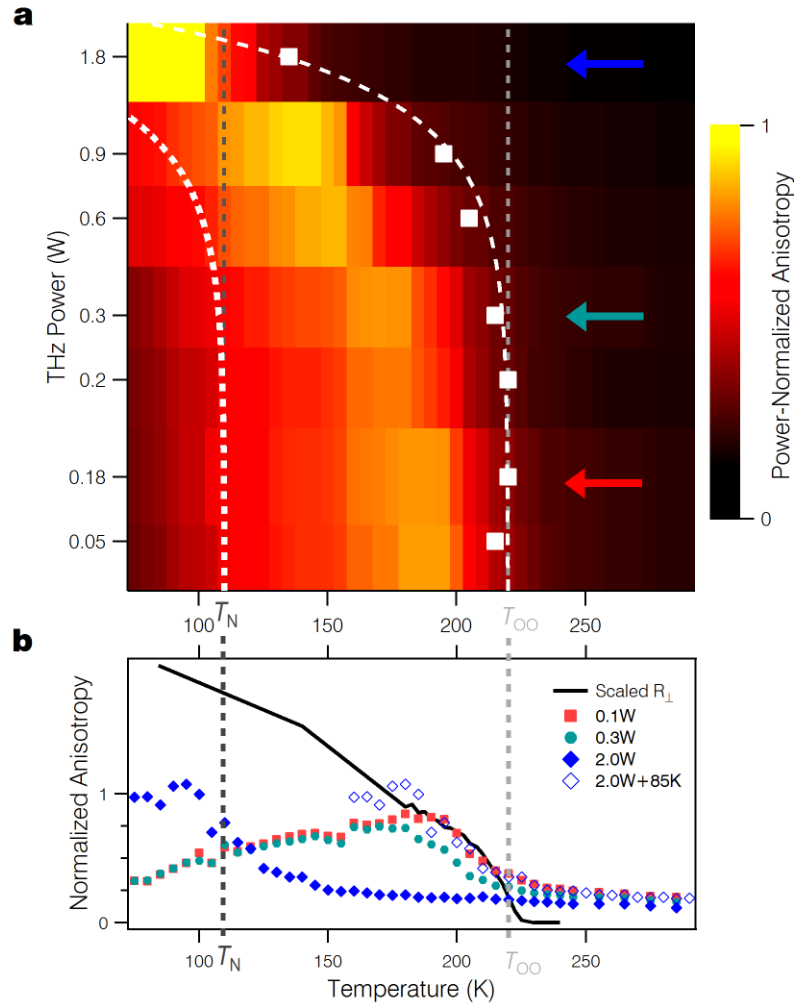 a
THz Power (W)
1.8
0.9
0.6
0.3
0.2
0.18
0.05
1
0
Power-Normalized Anisotropy
100
150
200
250
T_N
T_OO
b
Normalized Anisotropy
1
0
Scaled R⊥
0.1W
0.3W
2.0W
2.0W+85K
100
150
200
250
T_N
T_OO
Temperature (K)